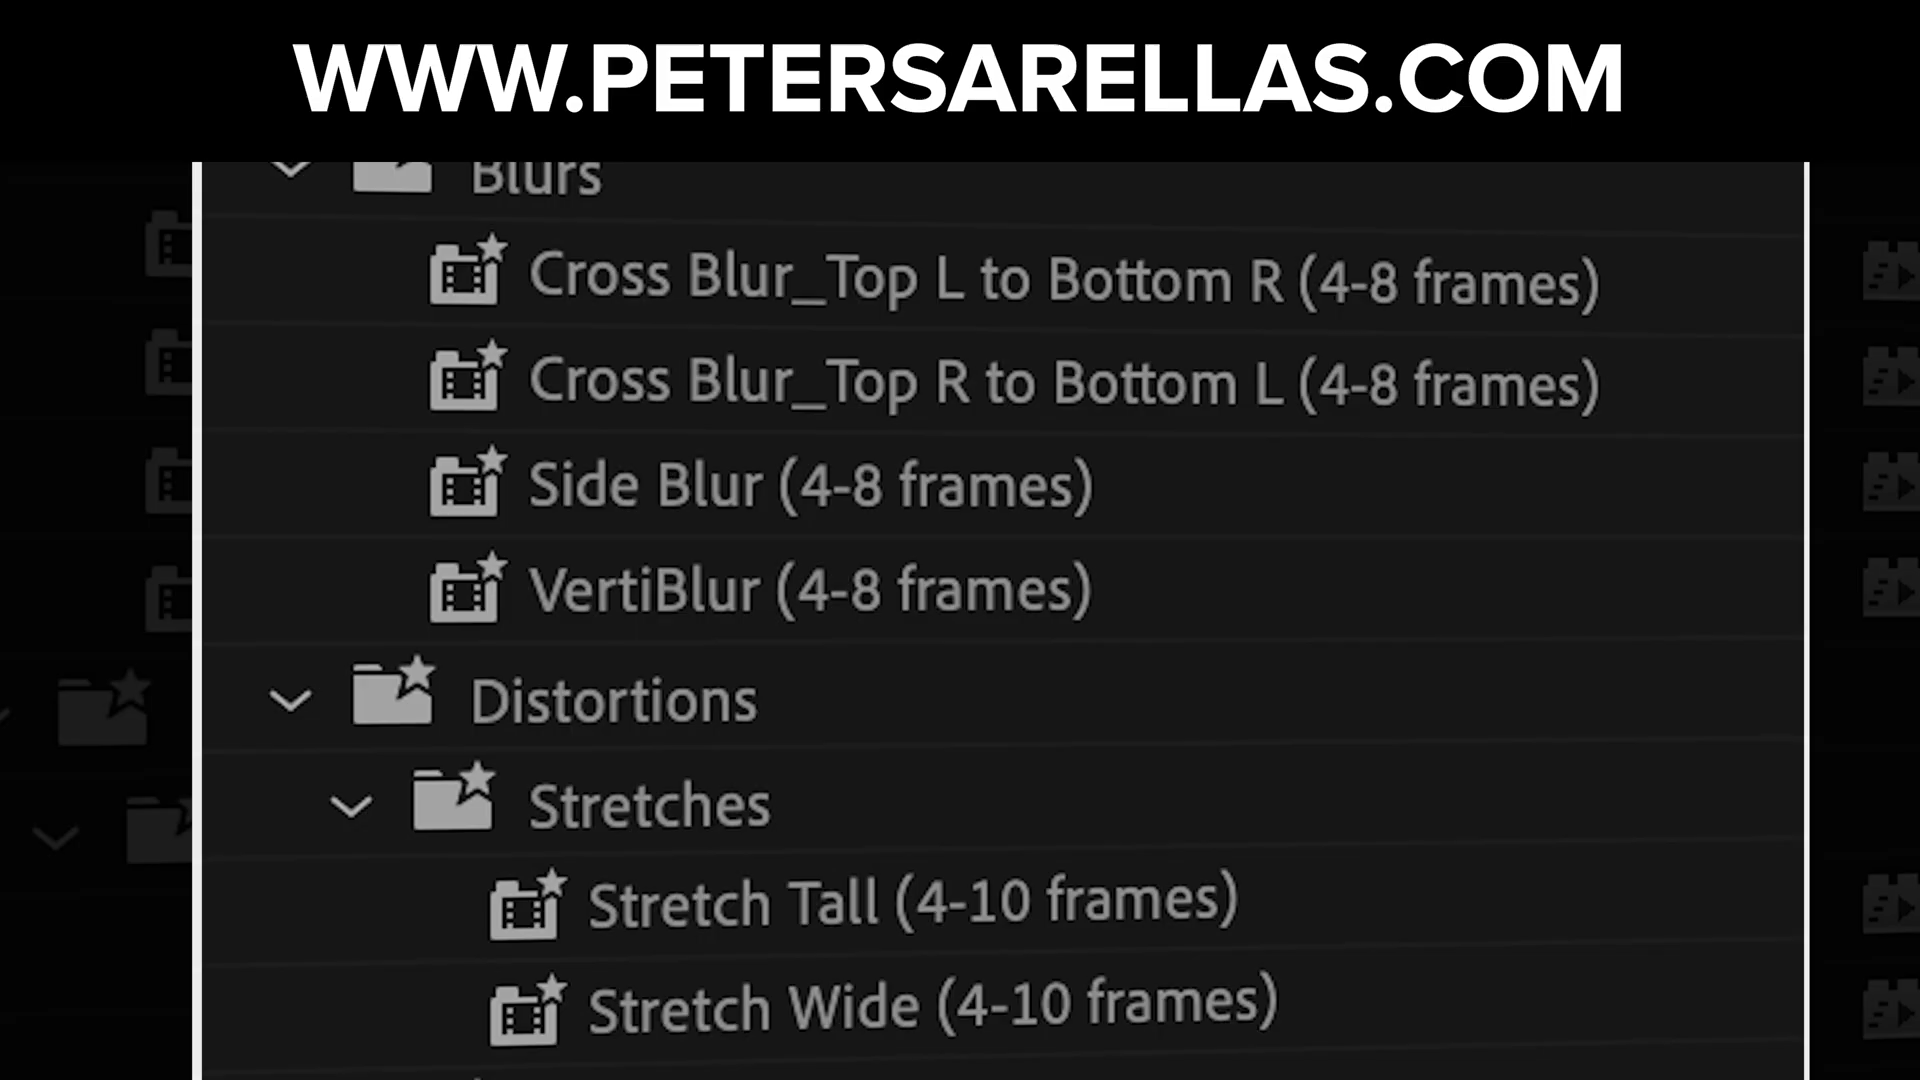 WWW.PETERSARELLAS.COM
Blurs
Cross Blur_Top L to Bottom R (4-8 frames)
Cross Blur_Top R to Bottom L (4-8 frames)
Side Blur (4-8 frames)
VertiBlur (4-8 frames)
Distortions
Stretches
Stretch Tall (4-10 frames)
Stretch Wide (4-10 frames)